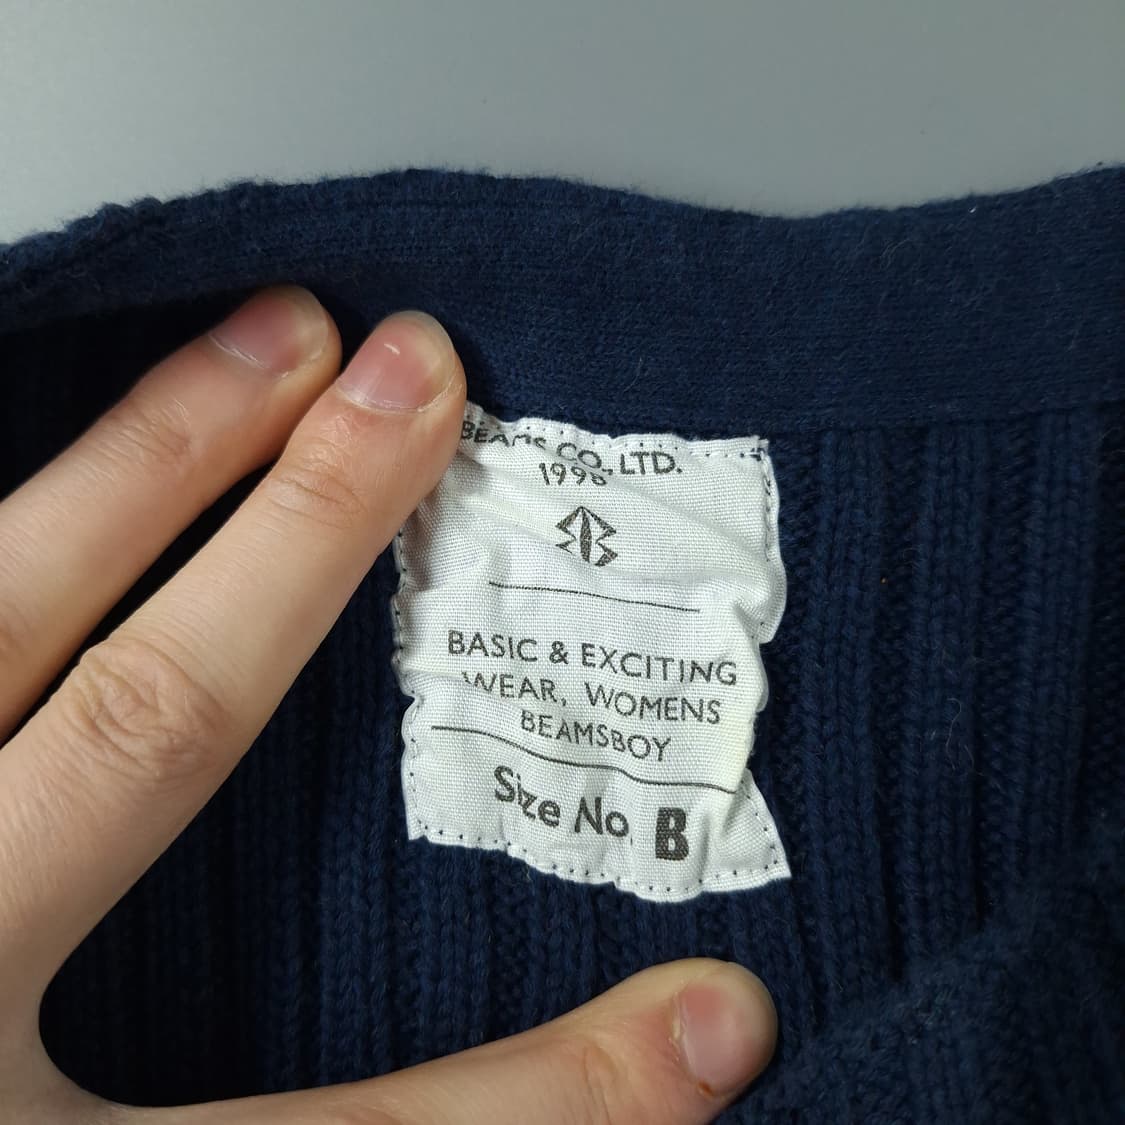 BEAMS CO., LTD.
1998
BASIC & EXCITING
WEAR, WOMENS
BEAMSBOY
Size No. B